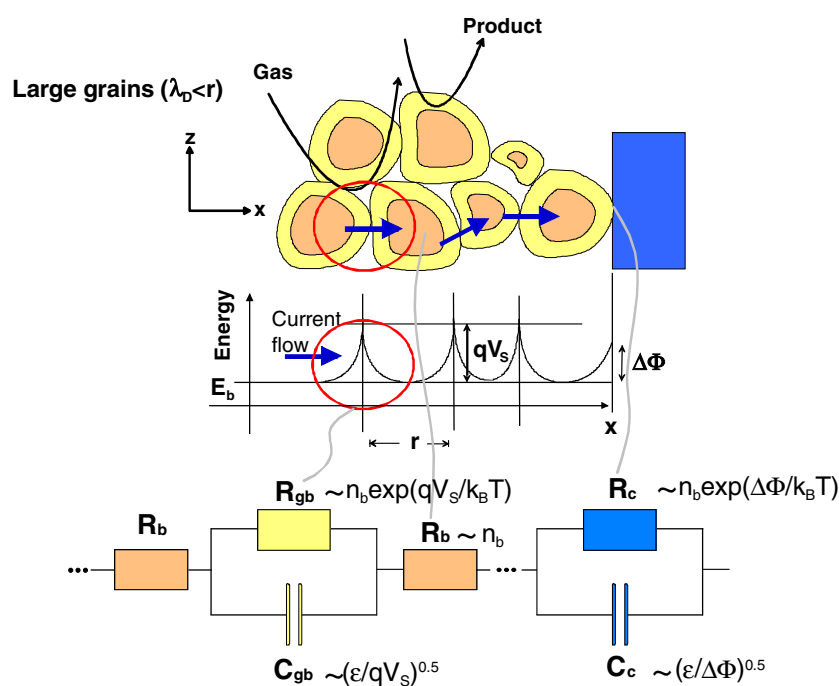 Product
Gas
Large grains (λD<r)
z
x
Energy
Current
flow
qVS
ΔΦ
Eb
x
r
Rgb ~nbexp(qVS/kBT)
Rc ~nbexp(ΔΦ/kBT)
Rb
Rb ~ nb
...
...
Cgb ~(ε/qVS)0.5
Cc ~(ε/ΔΦ)0.5